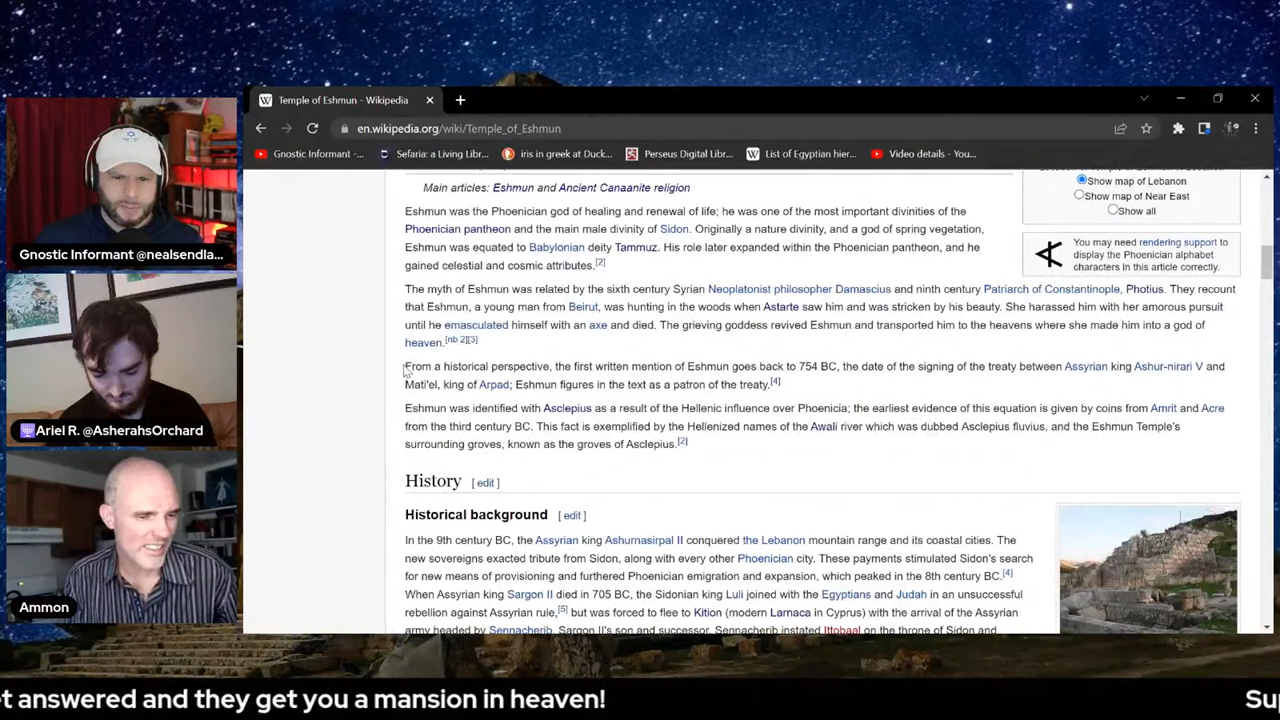 Temple of Eshmun - Wikipedia
en.wikipedia.org/wiki/Temple_of_Eshmun
Gnostic Informant -... Sefaria: a Living Libr... iris in greek at Duck... Perseus Digital Libr... List of Egyptian hier... Video details - You...
Main articles: Eshmun and Ancient Canaanite religion
Eshmun was the Phoenician god of healing and renewal of life; he was one of the most important divinities of the
Phoenician pantheon and the main male divinity of Sidon. Originally a nature divinity, and a god of spring vegetation,
Eshmun was equated to Babylonian deity Tammuz. His role later expanded within the Phoenician pantheon, and he
gained celestial and cosmic attributes.[2]
The myth of Eshmun was related by the sixth century Syrian Neoplatonist philosopher Damascius and ninth century Patriarch of Constantinople, Photius. They recount
that Eshmun, a young man from Beirut, was hunting in the woods when Astarte saw him and was stricken by his beauty. She harassed him with her amorous pursuit
until he emasculated himself with an axe and died. The grieving goddess revived Eshmun and transported him to the heavens where she made him into a god of
heaven.[nb 2][3]
From a historical perspective, the first written mention of Eshmun goes back to 754 BC, the date of the signing of the treaty between Assyrian king Ashur-nirari V and
Mati'el, king of Arpad; Eshmun figures in the text as a patron of the treaty.[4]
Eshmun was identified with Asclepius as a result of the Hellenic influence over Phoenicia; the earliest evidence of this equation is given by coins from Amrit and Acre
from the third century BC. This fact is exemplified by the Hellenized names of the Awali river which was dubbed Asclepius fluvius, and the Eshmun Temple's
surrounding groves, known as the groves of Asclepius.[2]
History [ edit ]
Historical background [ edit ]
In the 9th century BC, the Assyrian king Ashurnasirpal II conquered the Lebanon mountain range and its coastal cities. The
new sovereigns exacted tribute from Sidon, along with every other Phoenician city. These payments stimulated Sidon's search
for new means of provisioning and furthered Phoenician emigration and expansion, which peaked in the 8th century BC.[4]
When Assyrian king Sargon II died in 705 BC, the Sidonian king Luli joined with the Egyptians and Judah in an unsuccessful
rebellion against Assyrian rule,[5] but was forced to flee to Kition (modern Larnaca in Cyprus) with the arrival of the Assyrian
army headed by Sennacherib, Sargon II's son and successor. Sennacherib instated Ittobaal on the throne of Sidon and
Show map of Lebanon
Show map of Near East
Show all
You may need rendering support to
display the Phoenician alphabet
characters in this article correctly.
Gnostic Informant @nealsendla...
Ariel R. @AsherahsOrchard
Ammon
et answered and they get you a mansion in heaven! Su